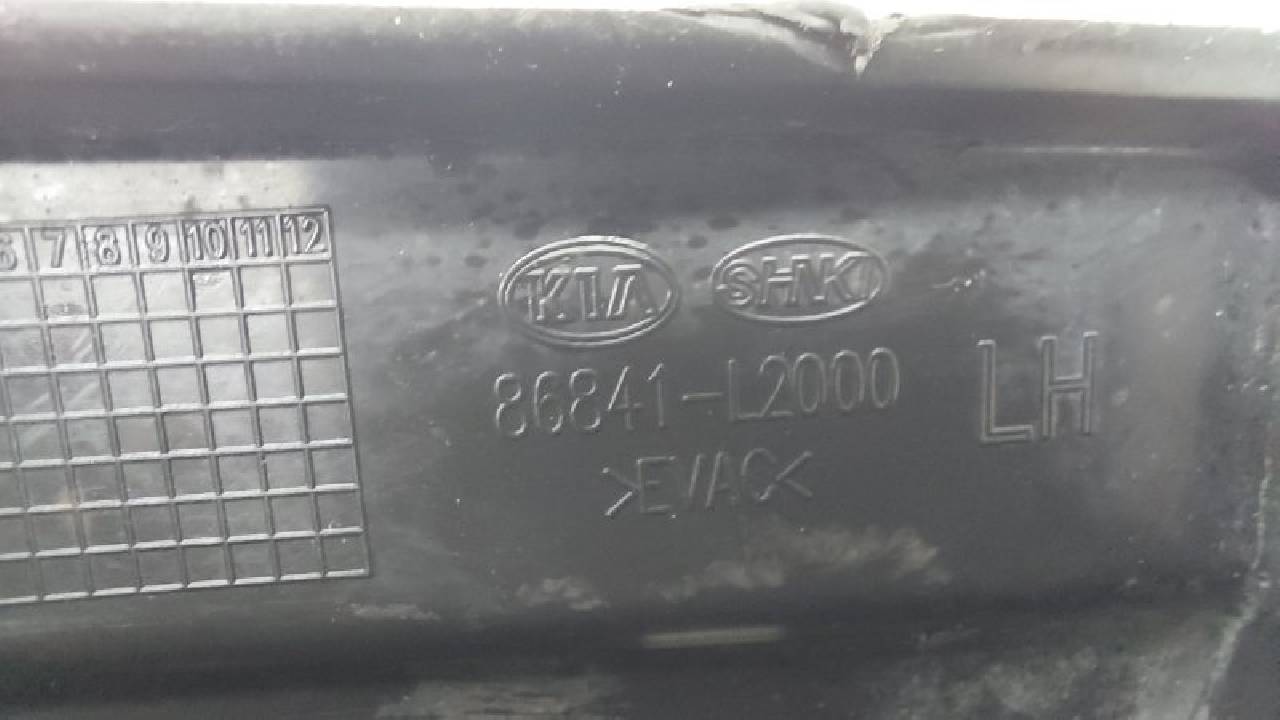 6 7 8 9 10 11 12
KIA SHNK
86841-L2000
LH
>EVAC<